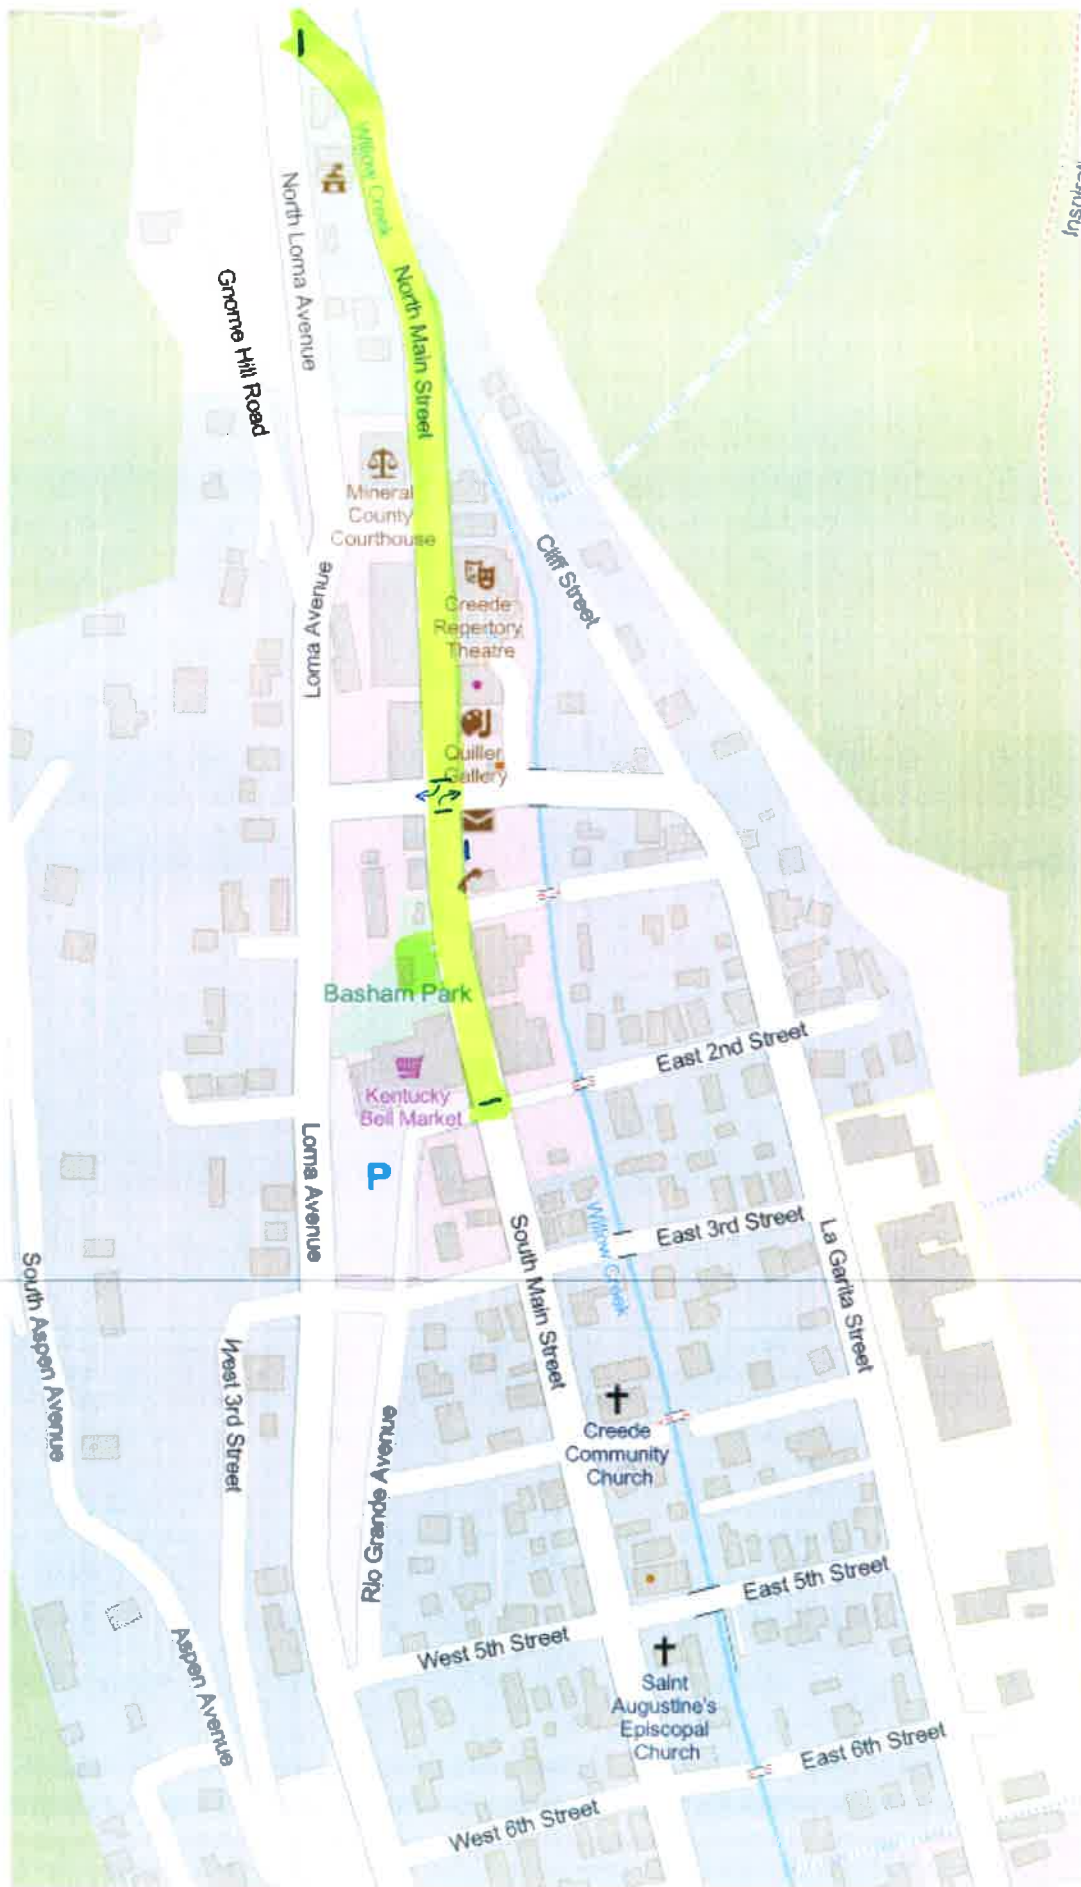 Willow Creek
North Loma Avenue
Gnome Hill Road
North Main Street
Mineral
County
Courthouse
Cliff Street
Creede
Repertory
Theatre
Loma Avenue
Quiller
Gallery
Basham Park
East 2nd Street
Kentucky
Bell Market
P
Loma Avenue
Willow Creek
East 3rd Street
La Garita Street
South Main Street
South Aspen Avenue
West 3rd Street
Creede
Community
Church
Rio Grande Avenue
East 5th Street
West 5th Street
Saint
Augustine's
Episcopal
Church
Aspen Avenue
East 6th Street
West 6th Street